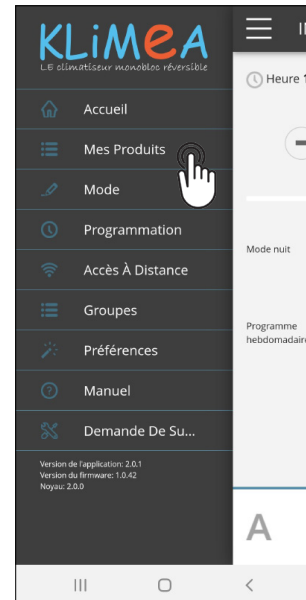 KLiMeA
LE climatiseur monobloc réversible
Accueil
Mes Produits
Mode
Programmation
Accès À Distance
Groupes
Préférences
Manuel
Demande De Su...
Version de l'application: 2.0.1
Version du firmware: 1.0.42
Noyau: 2.0.0
Heure
Mode nuit
Programme
hebdomadaire
A